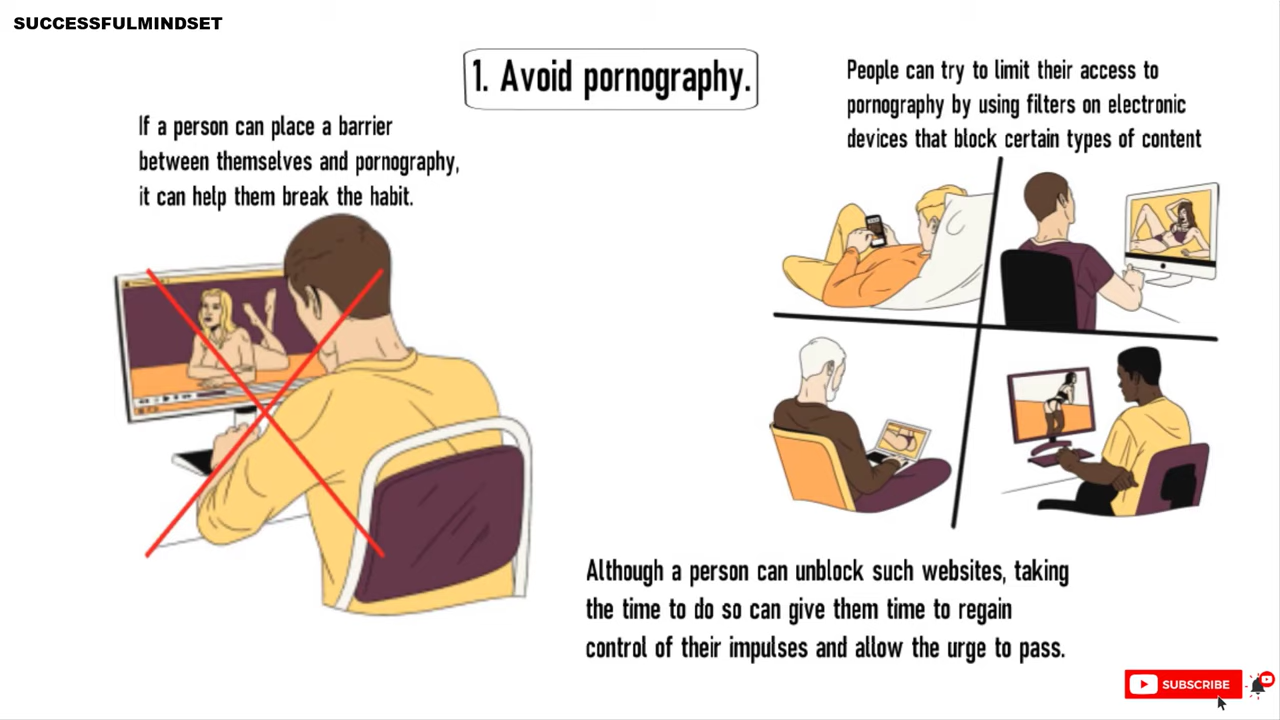 SUCCESSFULMINDSET
1. Avoid pornography.
If a person can place a barrier
between themselves and pornography,
it can help them break the habit.
People can try to limit their access to
pornography by using filters on electronic
devices that block certain types of content
Although a person can unblock such websites, taking
the time to do so can give them time to regain
control of their impulses and allow the urge to pass.
SUBSCRIBE